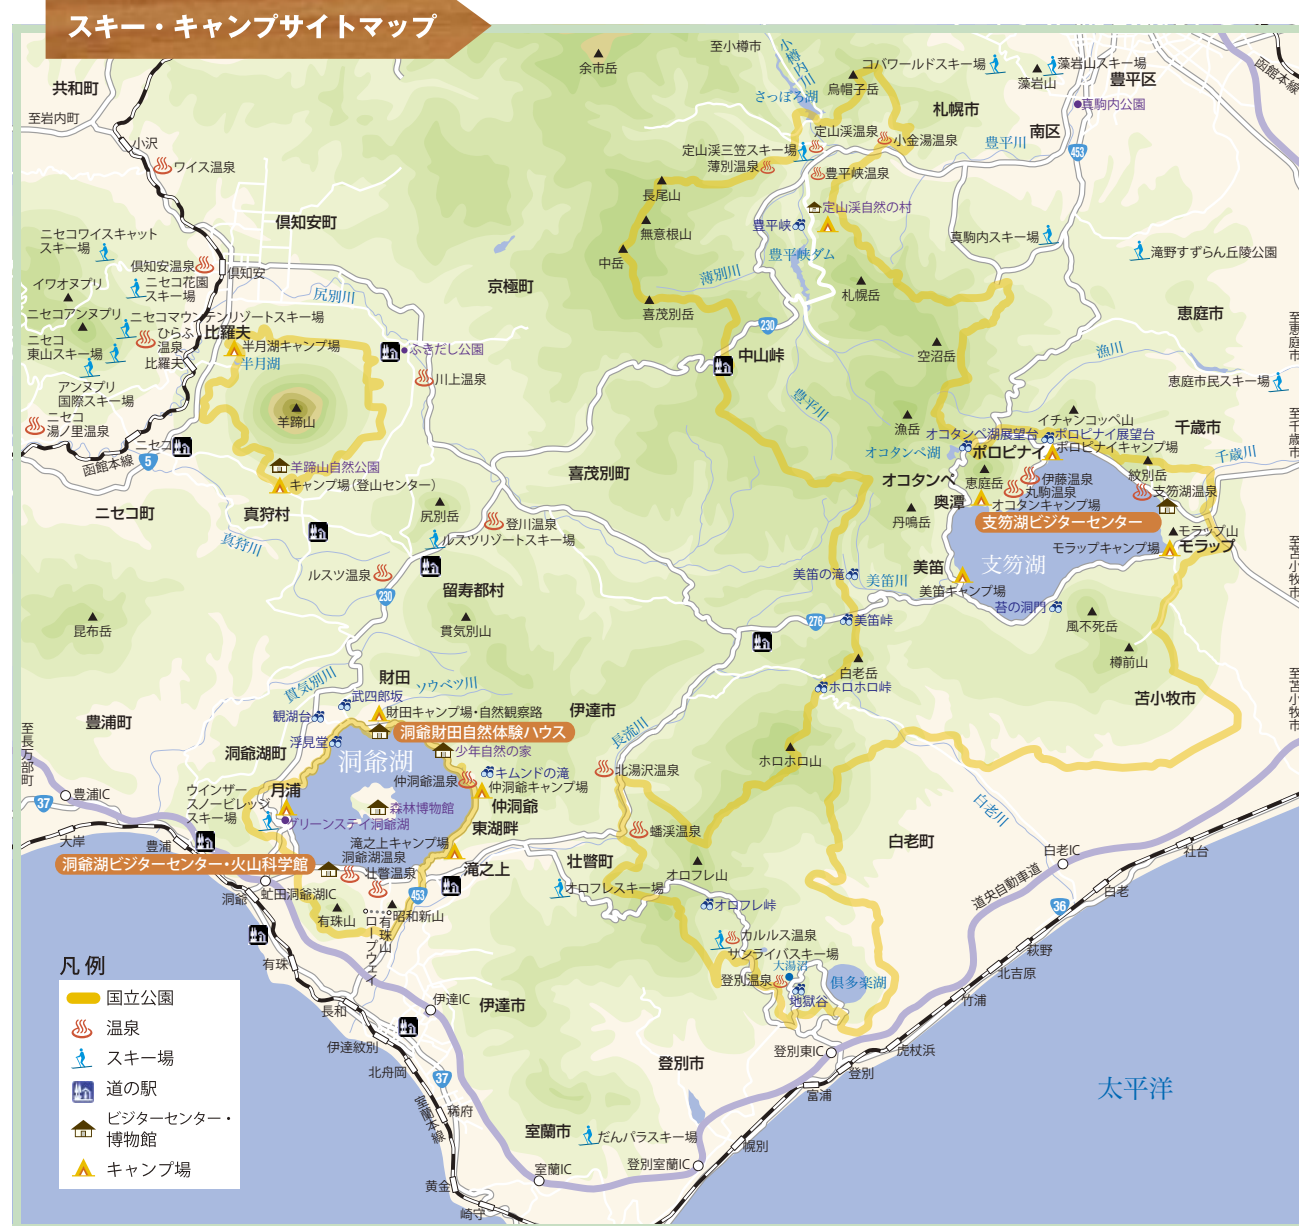 スキー・キャンプサイトマップ
余市岳
至小樽市
小樽内川
さっぽろ湖
コバワールドスキー場
烏帽子岳
藻岩山スキー場
藻岩山
豊平区
真駒内公園
函館本線
共和町
至岩内町
小沢
ワイス温泉
札幌市
南区
豊平川
定山渓温泉
小金湯温泉
定山渓三笠スキー場
薄別温泉
豊平峡温泉
453
長尾山
無意根山
中岳
定山渓自然の村
豊平峡
豊平峡ダム
真駒内スキー場
滝野すずらん丘陵公園
倶知安町
ニセコワイスキャット
スキー場
倶知安温泉
倶知安
イワオヌプリ
ニセコ花園
スキー場
尻別川
京極町
薄別川
喜茂別岳
札幌岳
恵庭市
至恵庭市
ニセコアンヌプリ
ニセコマウンテンリゾートスキー場
ひらふ
温泉
比羅夫
ニセコ
東山スキー場
比羅夫
半月湖キャンプ場
半月湖
ふきだし公園
川上温泉
230
中山峠
空沼岳
漁川
恵庭市民スキー場
アンヌプリ
国際スキー場
ニセコ
湯ノ里温泉
羊蹄山
豊平川
漁岳
イチャンコッペ山
千歳市
至千歳市
オコタンペ湖展望台
ポロピナイ展望台
ポロピナイ
ポロピナイキャンプ場
オコタンペ湖
千歳川
ニセコ
函館本線
5
羊蹄山自然公園
キャンプ場(登山センター)
喜茂別町
オコタンペ
恵庭岳
伊藤温泉
丸駒温泉
紋別岳
支笏湖温泉
奥潭
オコタンキャンプ場
支笏湖ビジターセンター
丹鳴岳
モラップ山
モラップキャンプ場
モラップ
ニセコ町
真狩村
真狩川
尻別岳
登川温泉
ルスツリゾートスキー場
至苫小牧市
支笏湖
美笛
美笛の滝
美笛川
美笛キャンプ場
苔の洞門
風不死岳
ルスツ温泉
230
留寿都村
貫気別山
昆布岳
276
美笛峠
樽前山
白老岳
ホロホロ峠
苫小牧市
至苫小牧市
貫気別川
財田
ソウベツ川
武四郎坂
観湖台
財田キャンプ場・自然観察路
伊達市
洞爺財田自然体験ハウス
豊浦町
至長万部町
洞爺湖町
浮見堂
洞爺湖
少年自然の家
長流川
仲洞爺温泉
キムンドの滝
仲洞爺キャンプ場
仲洞爺
北湯沢温泉
ホロホロ山
ウインザー
スノービレッジ
スキー場
月浦
グリーンステイ洞爺湖
森林博物館
東湖畔
37
豊浦IC
大岸
豊浦
滝之上キャンプ場
洞爺湖温泉
壮瞥温泉
滝之上
蟠渓温泉
白老川
白老町
白老IC
社台
洞爺湖ビジターセンター・火山科学館
壮瞥町
オロフレスキー場
オロフレ山
洞爺
虻田洞爺湖IC
有珠山
有珠山
ロープウェイ
昭和新山
453
オロフレ峠
道央自動車道
36
白老
カルルス温泉
サンライバスキー場
萩野
有珠
登別温泉
大湯沼
地獄谷
倶多楽湖
北吉原
竹浦
凡 例
国立公園
温泉
スキー場
道の駅
ビジターセンター・
博物館
キャンプ場
長和
伊達IC
伊達市
伊達紋別
北舟岡
登別市
登別東IC
虎杖浜
登別
富浦
太平洋
37
稀府
室蘭本線
室蘭市
だんパラスキー場
幌別
登別室蘭IC
室蘭IC
黄金
崎守